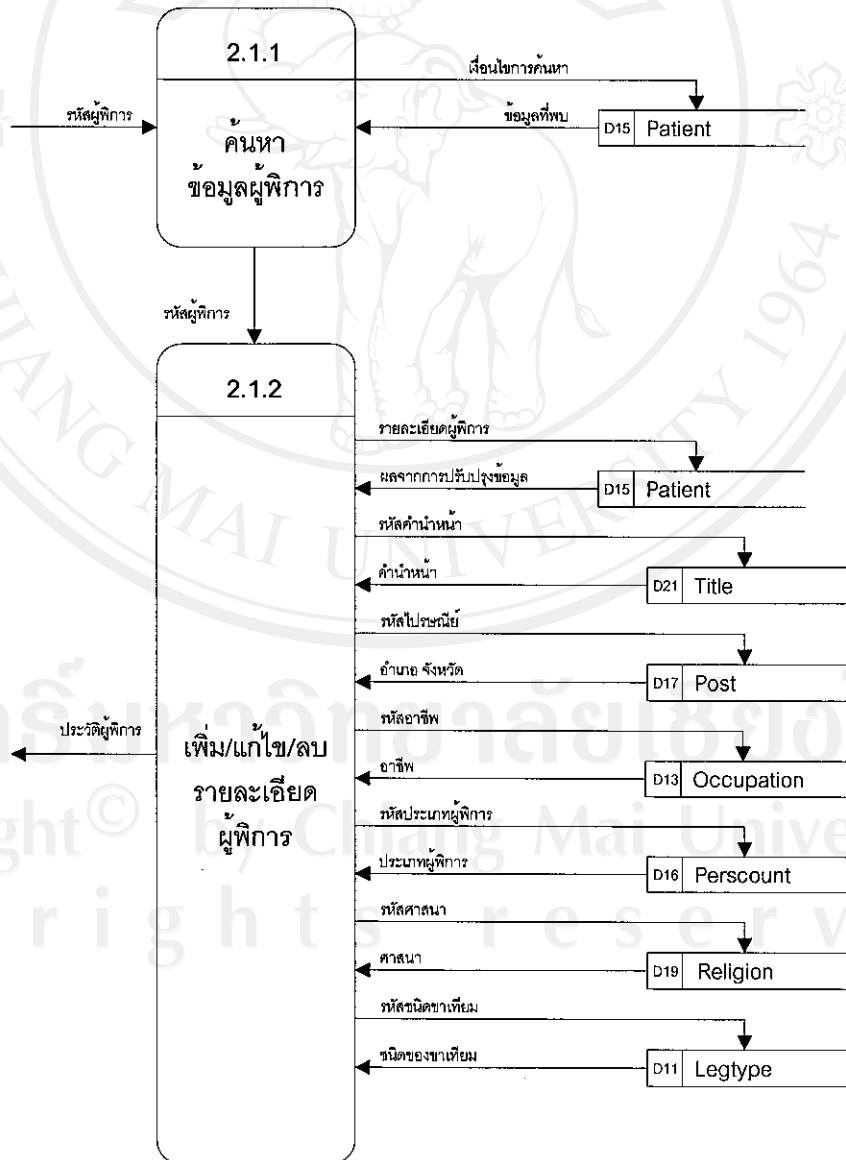 2.1.1
เงื่อนไขการค้นหา
รหัสผู้พิการ
ข้อมูลที่พบ
D15 Patient
ค้นหา
ข้อมูลผู้พิการ
รหัสผู้พิการ
2.1.2
รายละเอียดผู้พิการ
ผลจากการปรับปรุงข้อมูล
D15 Patient
รหัสคำนำหน้า
คำนำหน้า
D21 Title
รหัสไปรษณีย์
อำเภอ จังหวัด
D17 Post
ประวัติผู้พิการ
เพิ่ม/แก้ไข/ลบ
รายละเอียด
ผู้พิการ
รหัสอาชีพ
อาชีพ
D13 Occupation
รหัสประเภทผู้พิการ
ประเภทผู้พิการ
D16 Perscount
รหัสศาสนา
ศาสนา
D19 Religion
รหัสชนิดขาเทียม
ชนิดของขาเทียม
D11 Legtype
MAI UNIVERSITY 1964
© by Chiang Mai
rights